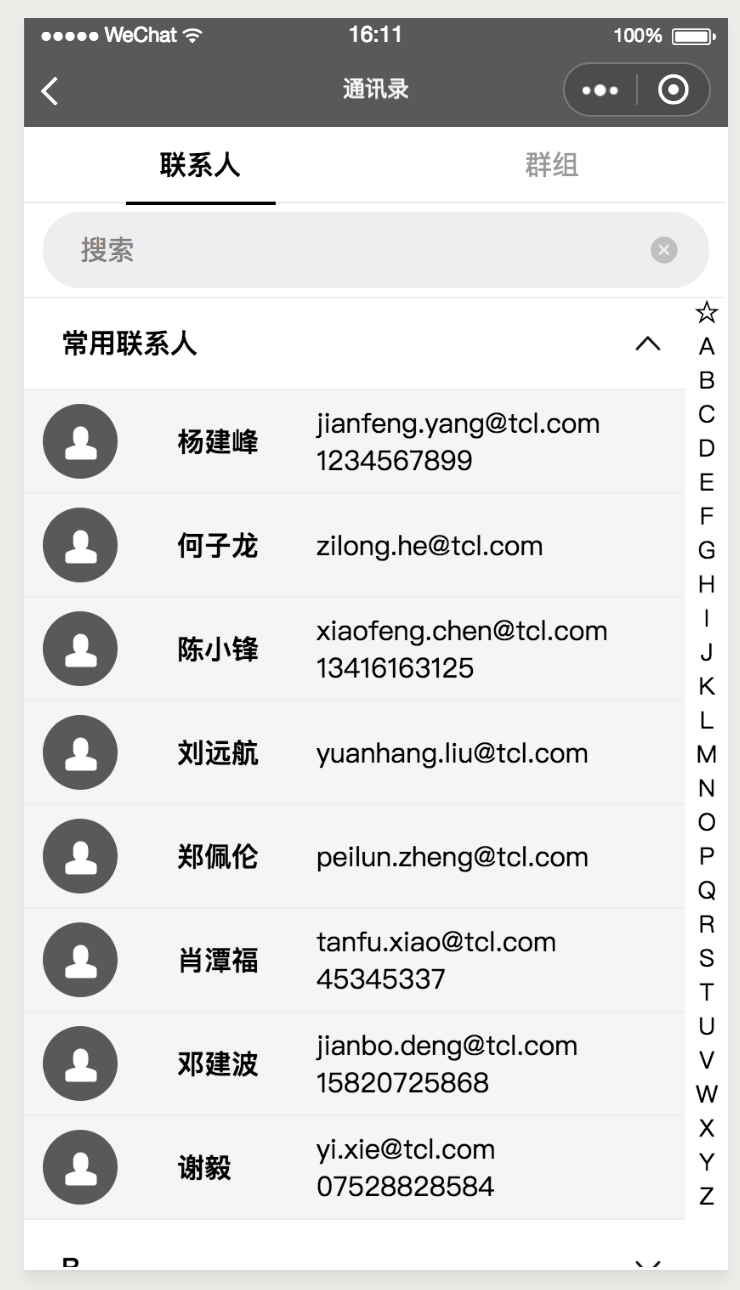 WeChat 16:11 100%
通讯录
联系人 群组
搜索
常用联系人
杨建峰 jianfeng.yang@tcl.com
1234567899
何子龙 zilong.he@tcl.com
陈小锋 xiaofeng.chen@tcl.com
13416163125
刘远航 yuanhang.liu@tcl.com
郑佩伦 peilun.zheng@tcl.com
肖潭福 tanfu.xiao@tcl.com
45345337
邓建波 jianbo.deng@tcl.com
15820725868
谢毅 yi.xie@tcl.com
07528828584
☆
A
B
C
D
E
F
G
H
I
J
K
L
M
N
O
P
Q
R
S
T
U
V
W
X
Y
Z